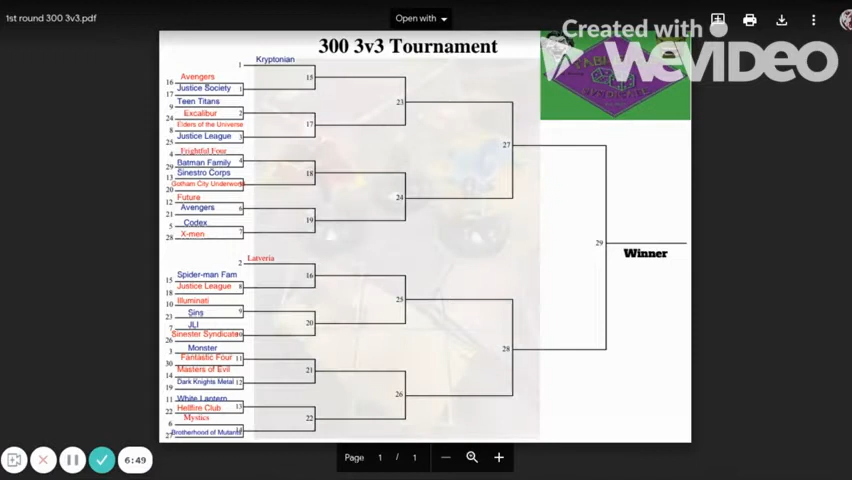 1st round 300 3v3.pdf
Open with
Created with
WeVideo
300 3v3 Tournament
1 Kryptonian
15
16 Avengers
17 Justice Society 1
23
9 Teen Titans
24 Excalibur 2
17
8 Elders of the Universe
25 Justice League 3
27
4 Frightful Four
29 Batman Family 4
18
13 Sinestro Corps
20 Gotham City Underworld
24
12 Future
21 Avengers 6
19
5 Codex
28 X-men 7
29
Winner
2 Latveria
16
15 Spider-man Fam
18 Justice League 8
25
10 Illuminati
23 Sins 9
20
7 JLI
26 Sinester Syndicate 10
28
3 Monster
30 Fantastic Four 11
21
14 Masters of Evil
19 Dark Knights Metal 12
26
11 White Lantern
22 Hellfire Club 13
22
6 Mystics
27 Brotherhood of Mutants
6:49
Page 1 / 1